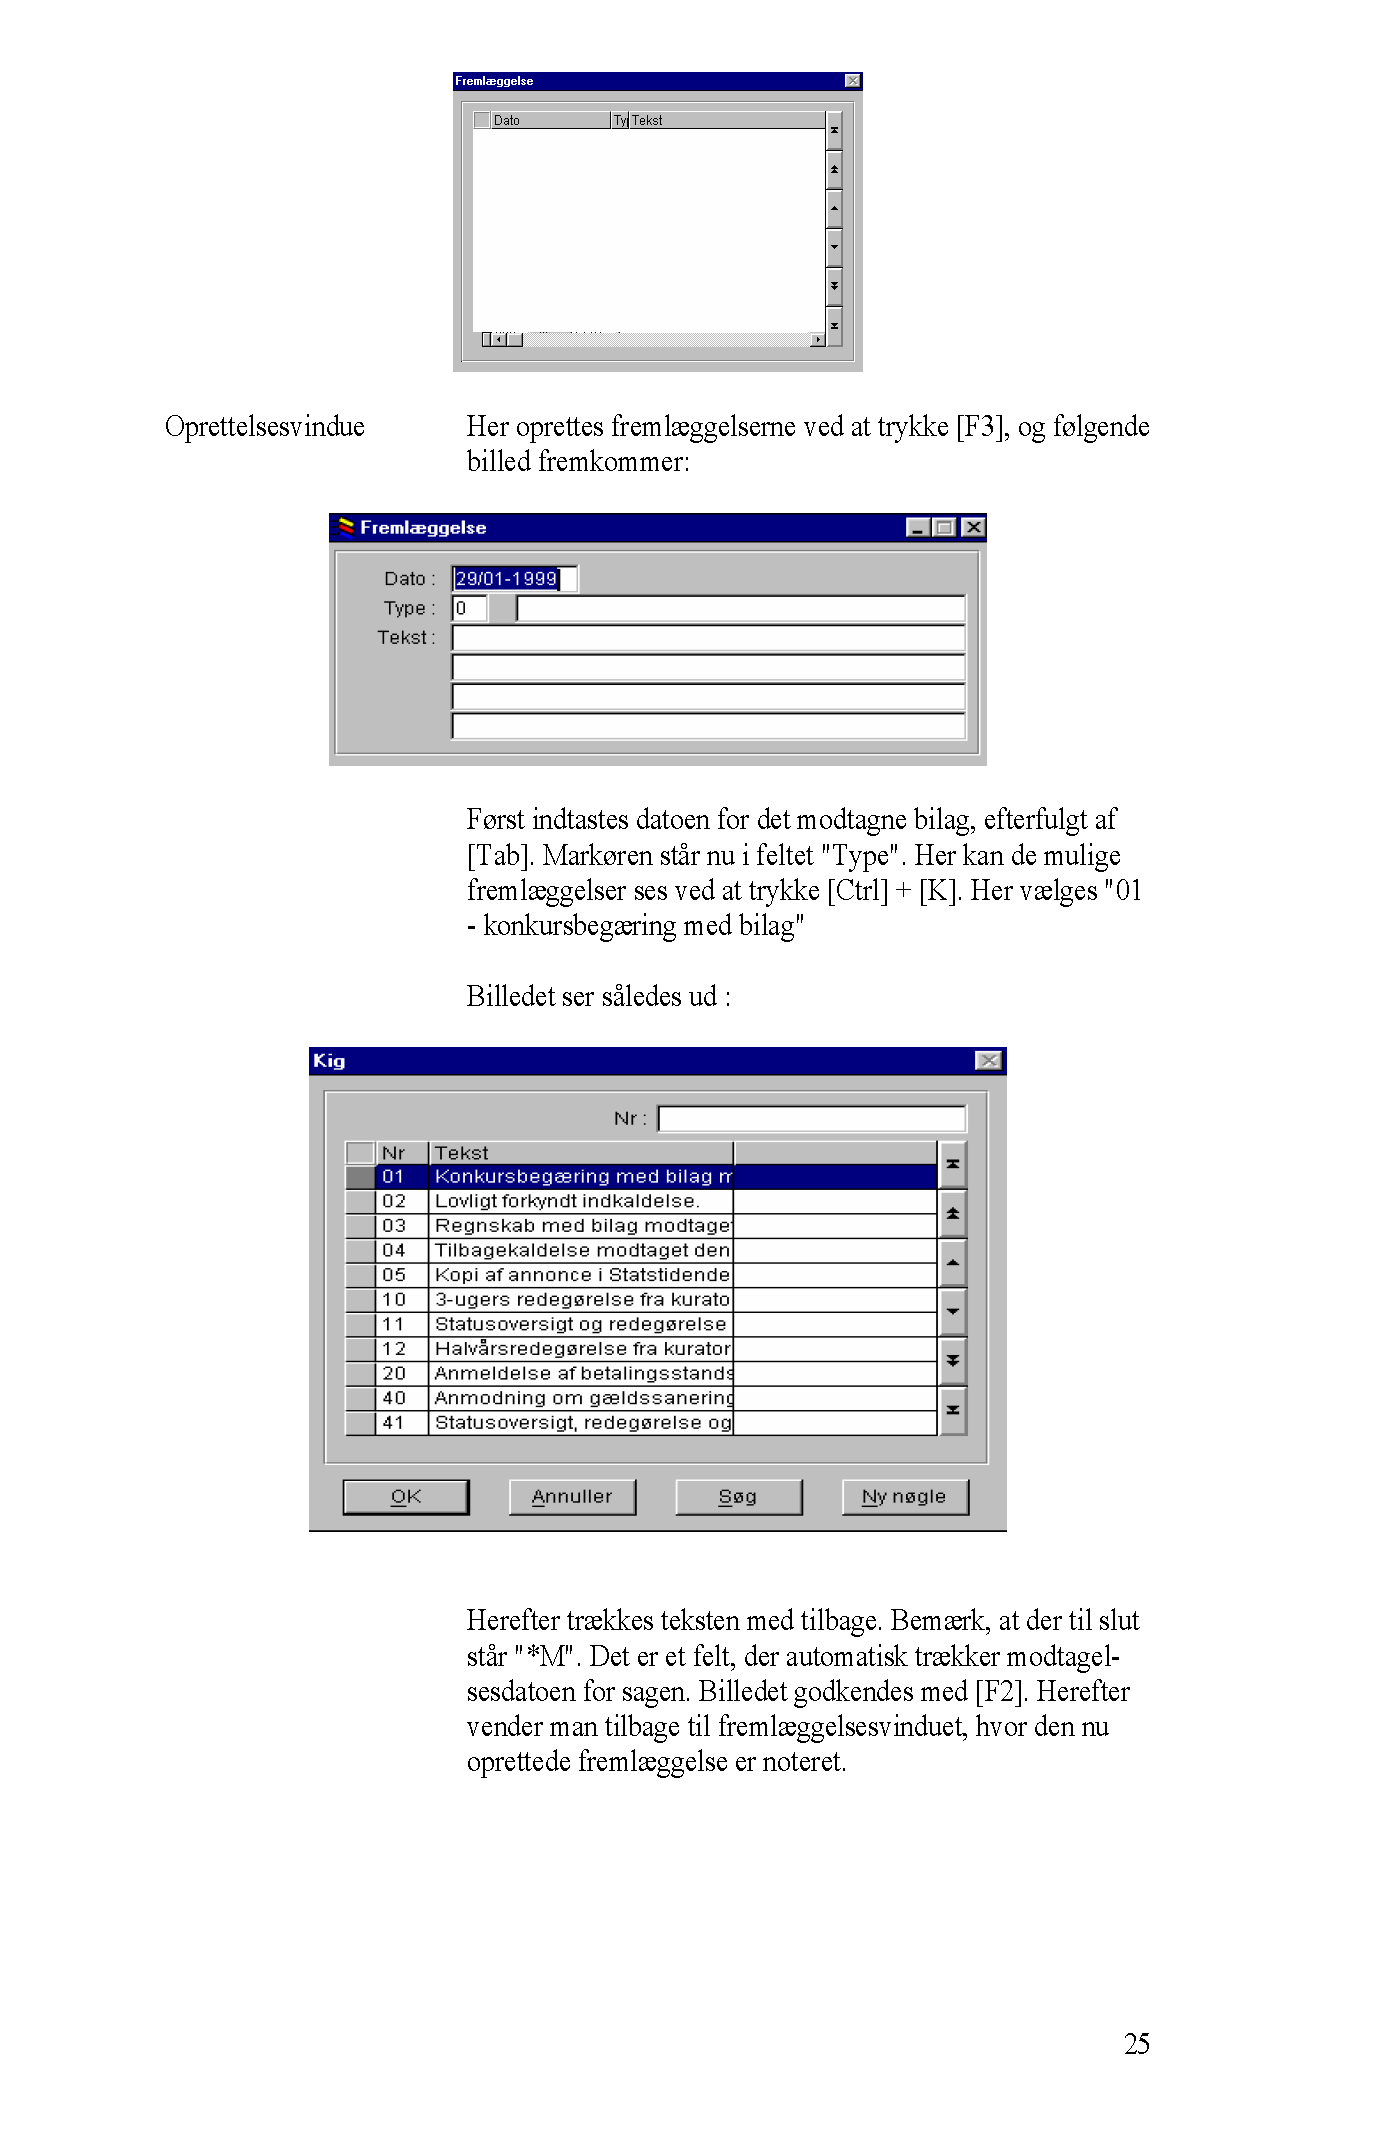 Fremlæggelse
Dato Ty Tekst
Oprettelsesvindue
Her oprettes fremlæggelserne ved at trykke [F3], og følgende
billed fremkommer:
Fremlæggelse
Dato : 29/01-1999
Type : 0
Tekst :
Først indtastes datoen for det modtagne bilag, efterfulgt af
[Tab]. Markøren står nu i feltet "Type". Her kan de mulige
fremlæggelser ses ved at trykke [Ctrl] + [K]. Her vælges "01
- konkursbegæring med bilag"
Billedet ser således ud :
Kig
Nr :
Nr Tekst
01 Konkursbegæring med bilag m
02 Lovligt forkyndt indkaldelse.
03 Regnskab med bilag modtaget
04 Tilbagekaldelse modtaget den
05 Kopi af annonce i Statstidende
10 3-ugers redegørelse fra kurato
11 Statusoversigt og redegørelse
12 Halvårsredegørelse fra kurator
20 Anmeldelse af betalingsstands
40 Anmodning om gældssanering
41 Statusoversigt, redegørelse og
OK Annuller Søg Ny nøgle
Herefter trækkes teksten med tilbage. Bemærk, at der til slut
står "*M". Det er et felt, der automatisk trækker modtagel-
sesdatoen for sagen. Billedet godkendes med [F2]. Herefter
vender man tilbage til fremlæggelsesvinduet, hvor den nu
oprettede fremlæggelse er noteret.
25